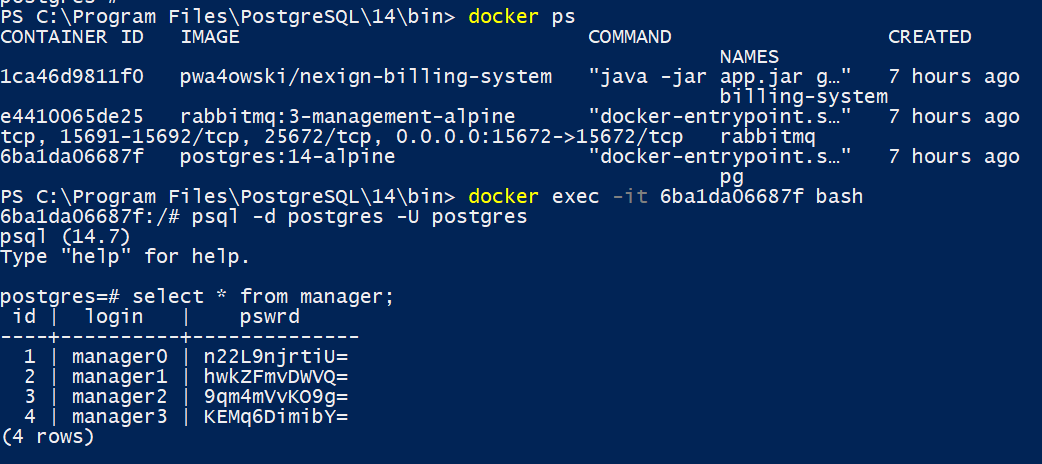 postgres-#
PS C:\Program Files\PostgreSQL\14\bin> docker ps
CONTAINER ID   IMAGE                             COMMAND                  CREATED
NAMES
1ca46d9811f0   pwa4owski/nexign-billing-system   "java -jar app.jar g…"   7 hours ago
billing-system
e4410065de25   rabbitmq:3-management-alpine      "docker-entrypoint.s…"   7 hours ago
tcp, 15691-15692/tcp, 25672/tcp, 0.0.0.0:15672->15672/tcp   rabbitmq
6ba1da06687f   postgres:14-alpine                "docker-entrypoint.s…"   7 hours ago
pg
PS C:\Program Files\PostgreSQL\14\bin> docker exec -it 6ba1da06687f bash
6ba1da06687f:/# psql -d postgres -U postgres
psql (14.7)
Type "help" for help.
postgres=# select * from manager;
 id |  login   |    pswrd
----+----------+--------------
  1 | manager0 | n22L9njrtiU=
  2 | manager1 | hwkZFmvDWVQ=
  3 | manager2 | 9qm4mVvKO9g=
  4 | manager3 | KEMq6DimibY=
(4 rows)